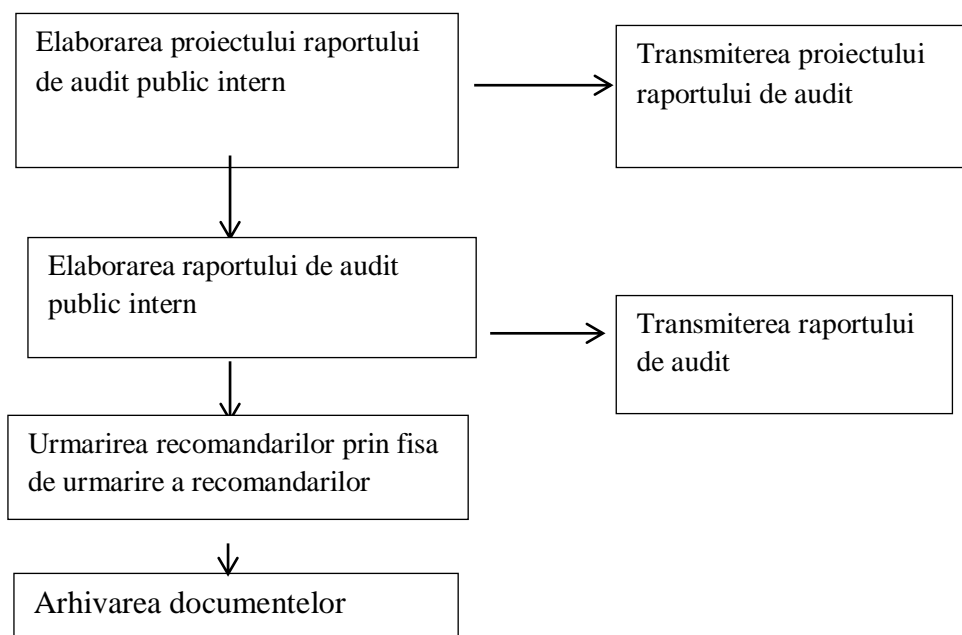 Elaborarea proiectului raportului
de audit public intern
Transmiterea proiectului
raportului de audit
Elaborarea raportului de audit
public intern
Transmiterea raportului
de audit
Urmarirea recomandarilor prin fisa
de urmarire a recomandarilor
Arhivarea documentelor